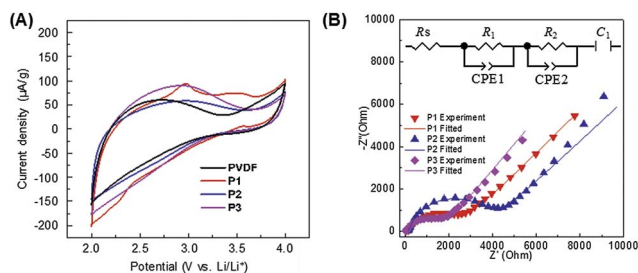 (A)
Current density (μA/g)
150
100
50
0
-50
-100
-150
-200
PVDF
P1
P2
P3
2.0
2.5
3.0
3.5
4.0
Potential (V vs. Li/Li⁺)
(B)
-Z"(Ohm)
10000
8000
6000
4000
2000
0
Rs
R₁
R₂
C₁
CPE1
CPE2
P1 Experiment
P1 Fitted
P2 Experiment
P2 Fitted
P3 Experiment
P3 Fitted
0
2000
4000
6000
8000
10000
Z' (Ohm)